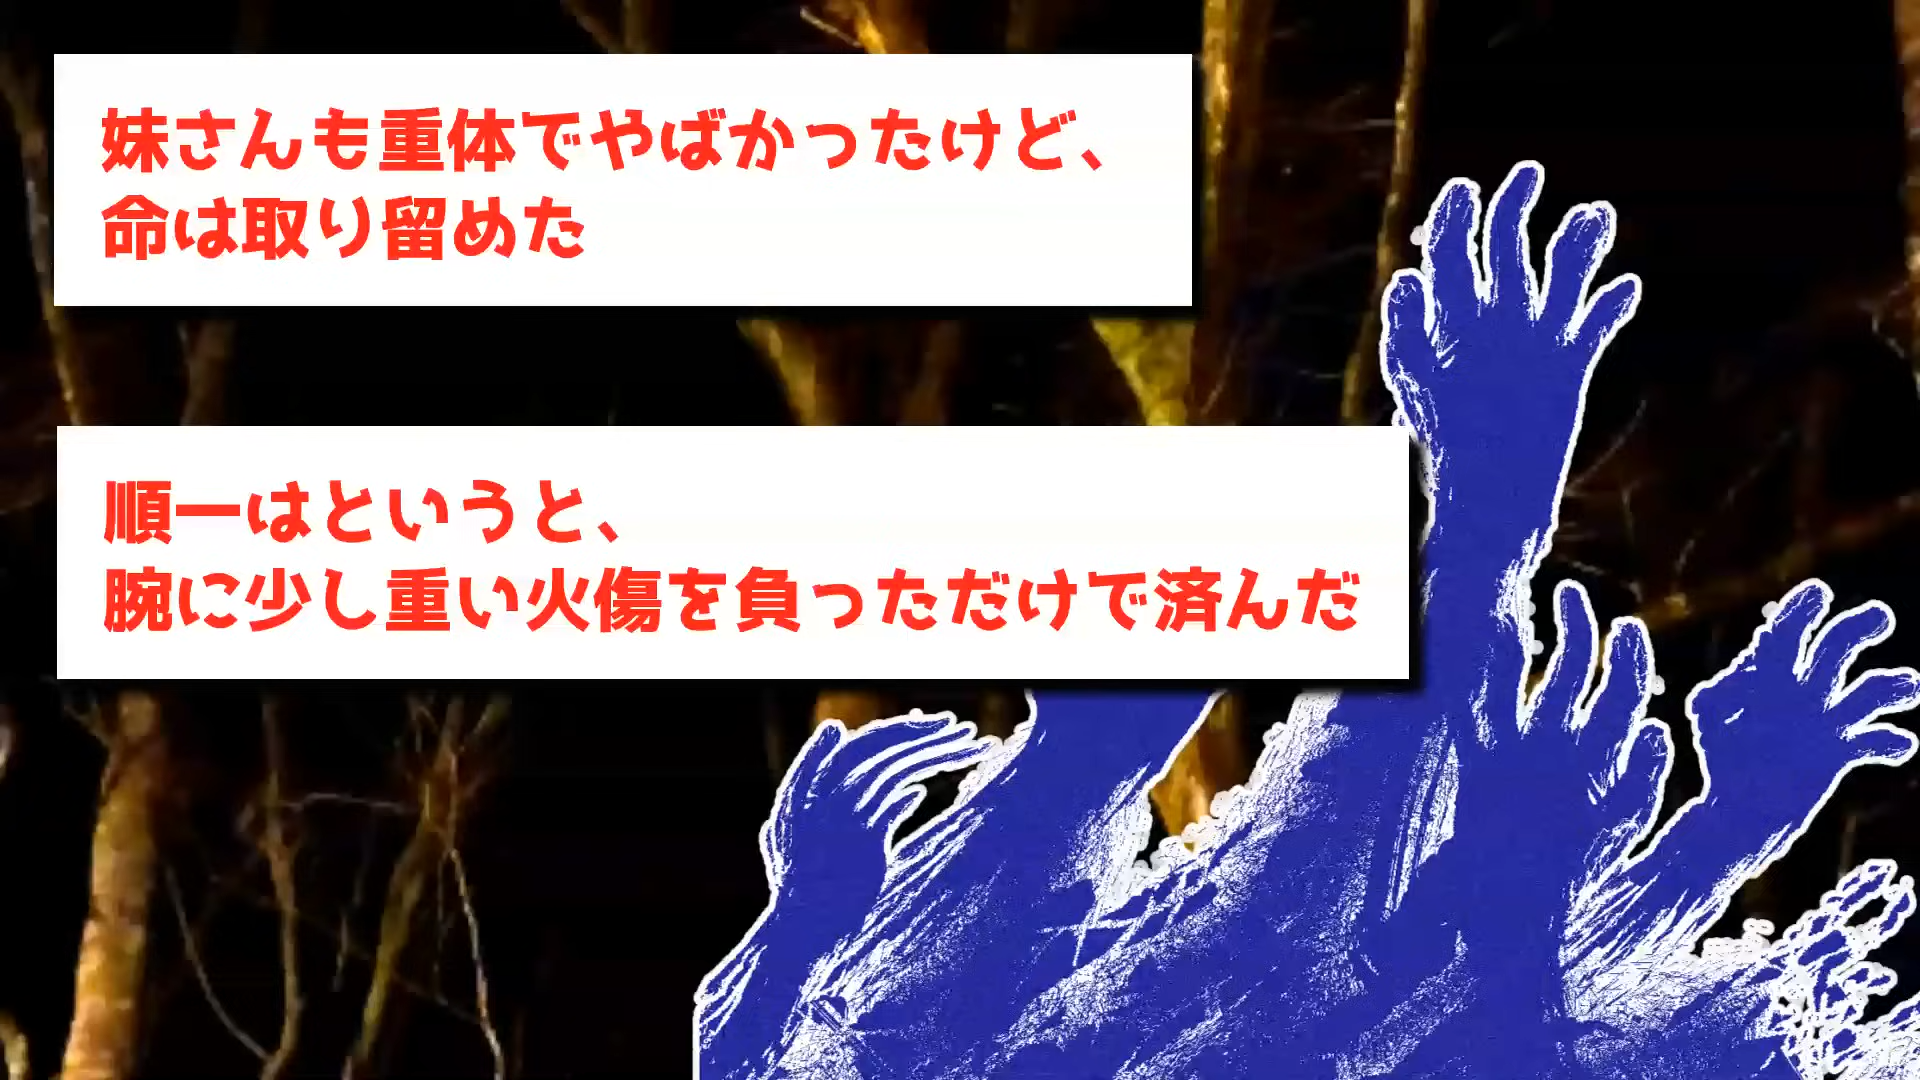 妹さんも重体でやばかったけど、
命は取り留めた
順一はというと、
腕に少し重い火傷を負っただけで済んだ